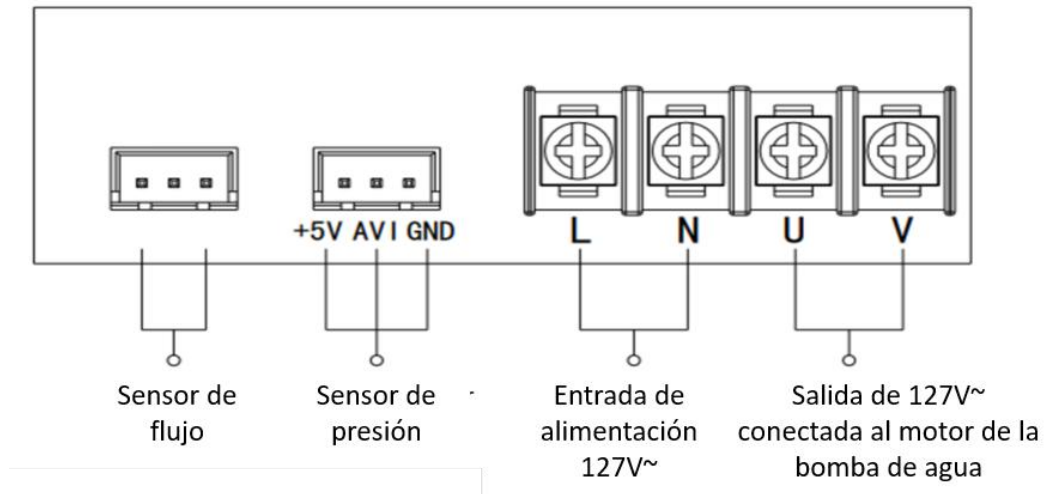 +5V AVI GND
L N U V
Sensor de
flujo
Sensor de
presión
Entrada de
alimentación
127V~
Salida de 127V~
conectada al motor de la
bomba de agua